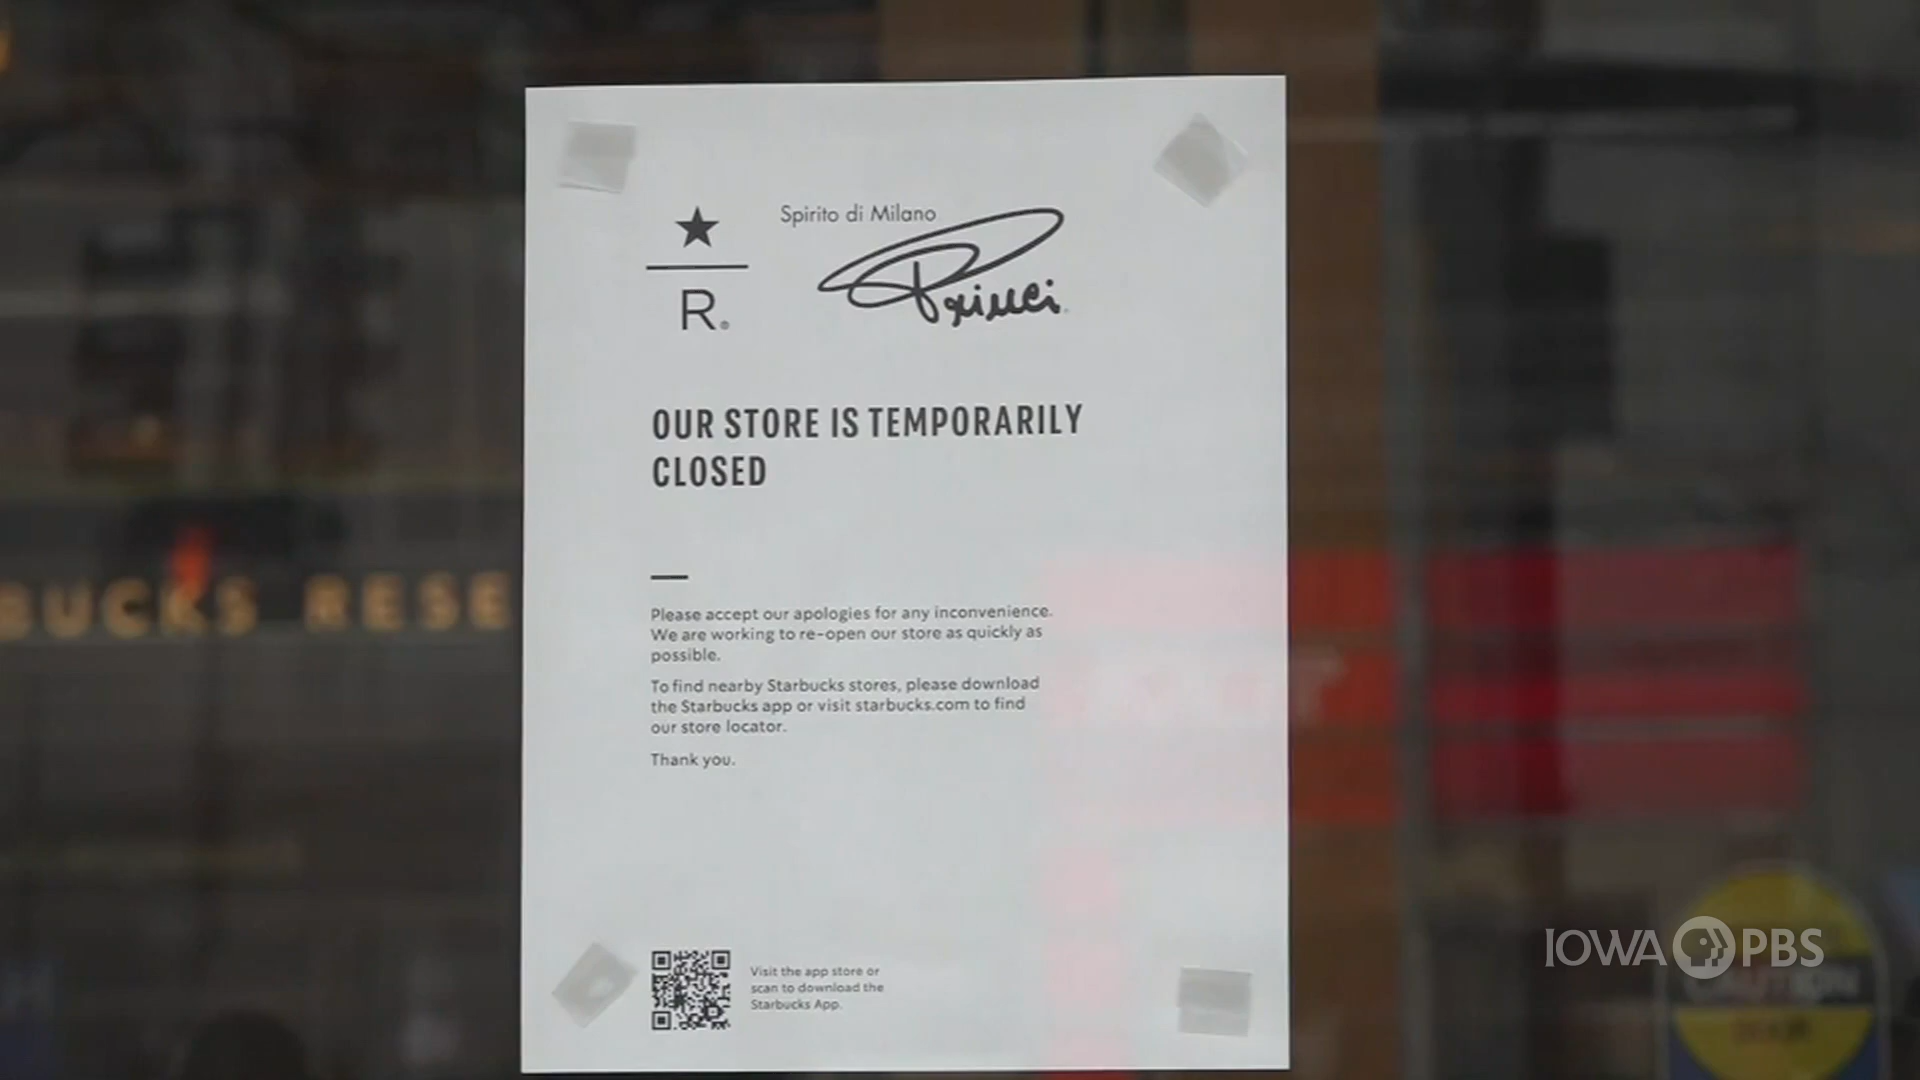 Spirito di Milano
★
R®
Princi®
OUR STORE IS TEMPORARILY
CLOSED
Please accept our apologies for any inconvenience.
We are working to re-open our store as quickly as
possible.
To find nearby Starbucks stores, please download
the Starbucks app or visit starbucks.com to find
our store locator.
Thank you.
Visit the app store or
scan to download the
Starbucks App.
BUCKS RESE
IOWA PBS
CAUTION